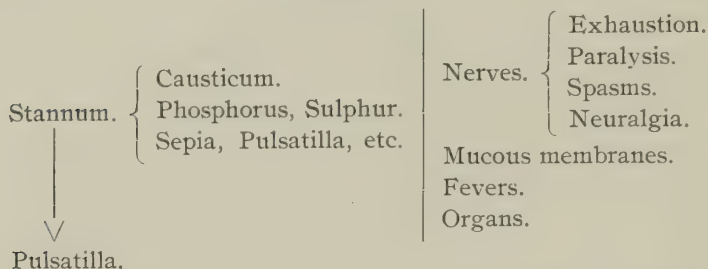 Stannum.
Causticum.
Phosphorus, Sulphur.
Sepia, Pulsatilla, etc.
Pulsatilla.
Nerves.
Exhaustion.
Paralysis.
Spasms.
Neuralgia.
Mucous membranes.
Fevers.
Organs.